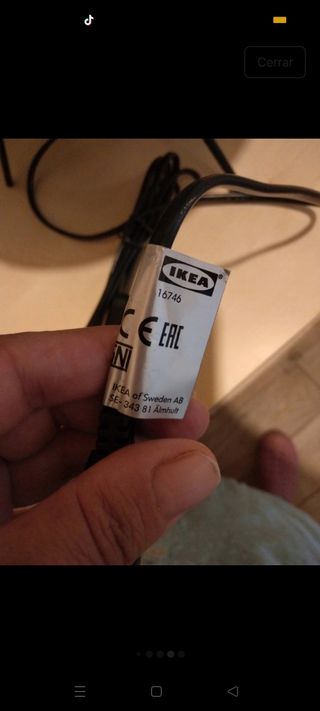 Cerrar
IKEA
16746
CE EAC
N
IKEA of Sweden AB
SE- 343 81 Älmhult